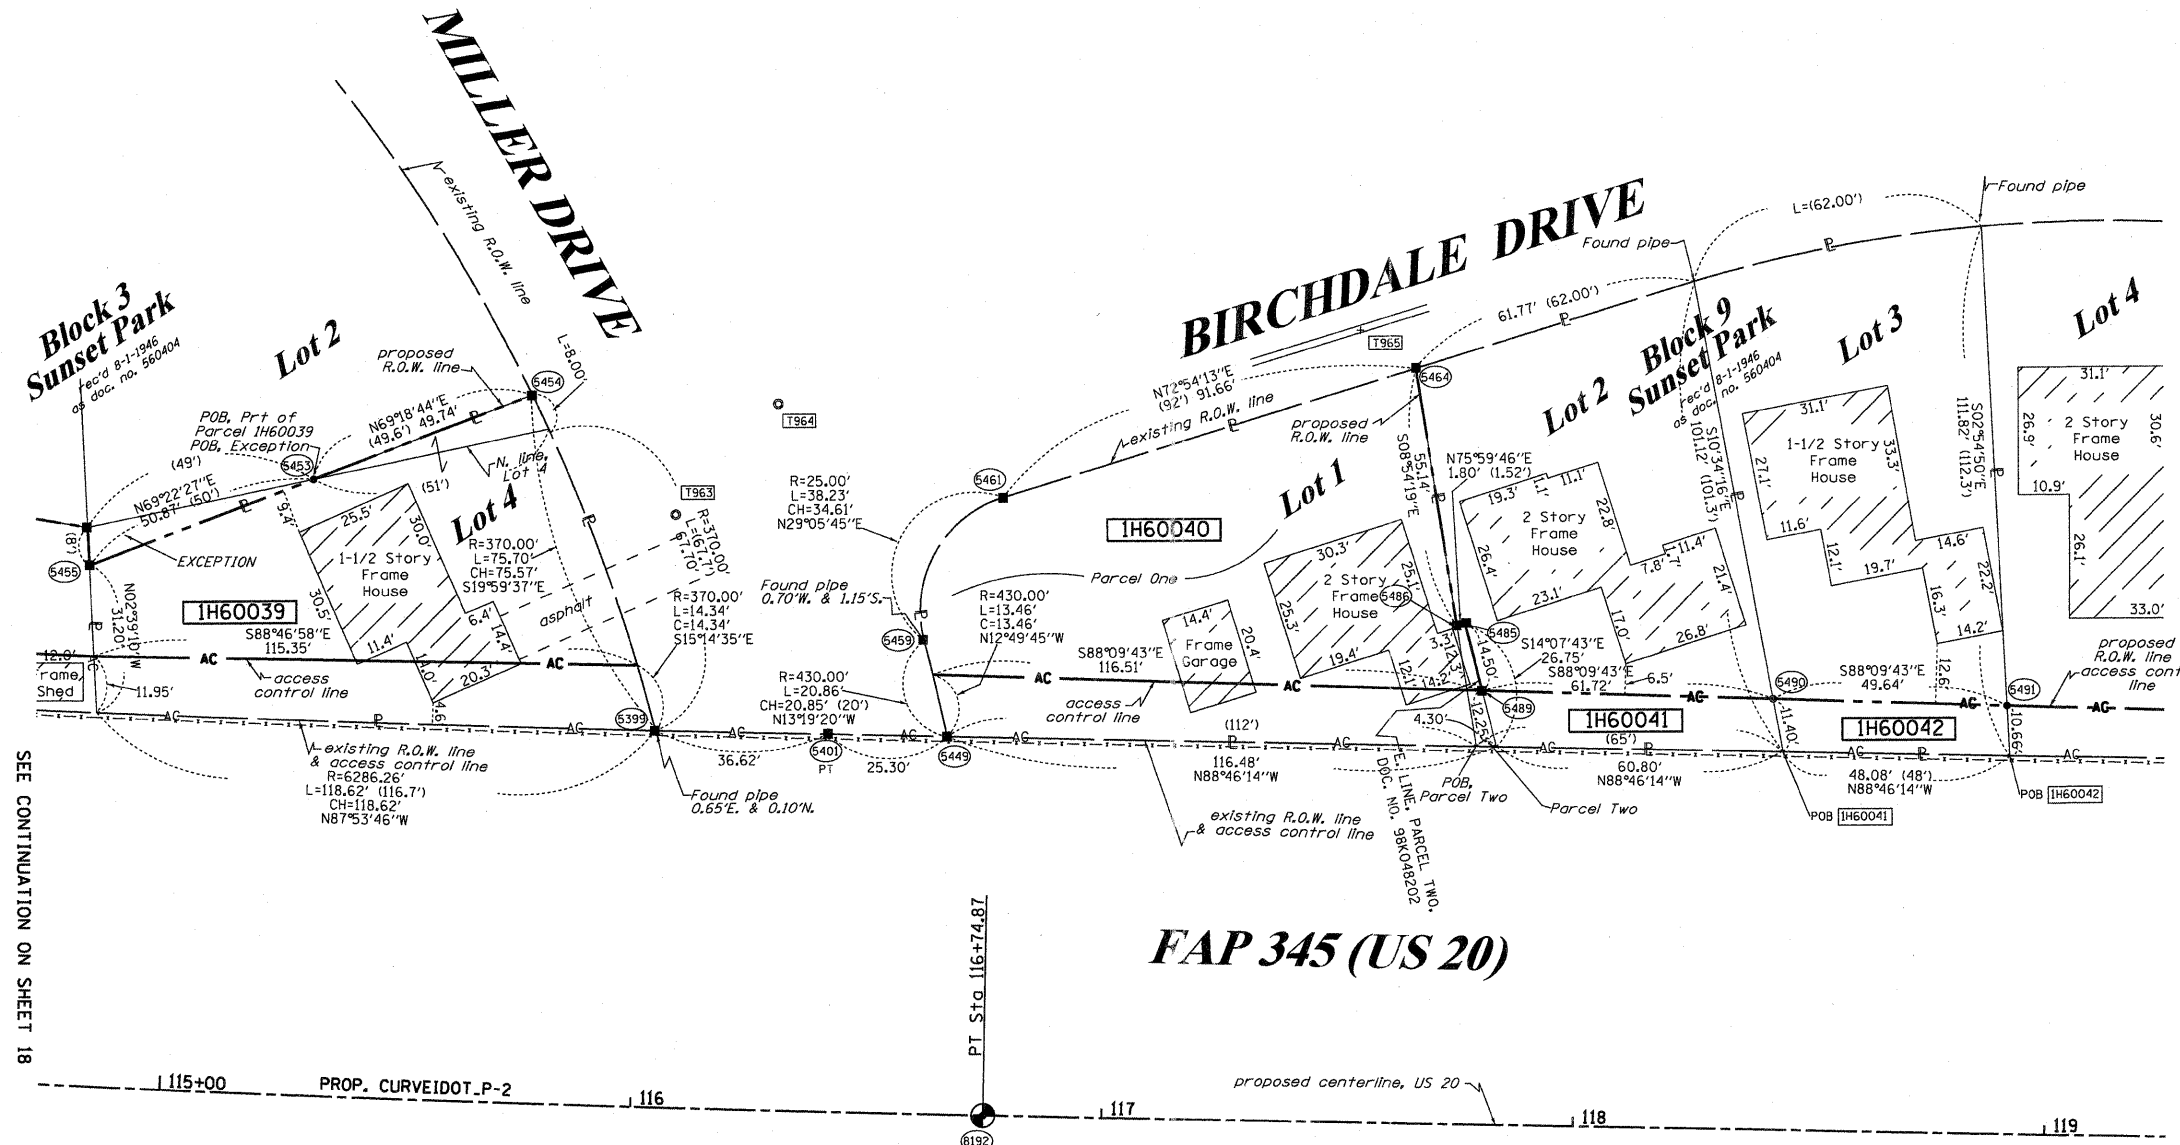 MILLER DRIVE
existing R.O.W. line
Block 3
Sunset Park
rec'd 8-1-1946
as doc. no. 560404
Lot 2
proposed
R.O.W. line
L=8.00'
5454
N69°18'44"E
(49.6') 49.74'
POB, Prt of
Parcel 1H60039
POB, Exception
5453
(49')
N69°22'27"E
50.87' (50')
(51')
N. line,
Lot 4
Lot 4
(8')
5455
EXCEPTION
9.4'
25.5'
30.0'
1-1/2 Story
Frame
House
30.5'
11.4'
14.0'
20.3'
14.4'
6.4'
4.6'
R=370.00'
L=75.70'
CH=75.57'
S19°59'37"E
asphalt
T963
R=370.00'
L=(67.7')
67.70'
T964
R=370.00'
L=14.34'
C=14.34'
S15°14'35"E
N02°39'10"W
31.20'
1H60039
S88°46'58"E
115.35'
AC
AC
access
control line
12.0'
rame
Shed
11.95'
AC
existing R.O.W. line
& access control line
R=6286.26'
L=118.62' (116.7')
CH=118.62'
N87°53'46"W
5399
36.62'
5401
PT
25.30'
5449
Found pipe
0.65'E. & 0.10'N.
R=25.00'
L=38.23'
CH=34.61'
N29°05'45"E
5461
Found pipe
0.70'W. & 1.15'S.
5459
R=430.00'
L=13.46'
C=13.46'
N12°49'45"W
R=430.00'
L=20.86'
CH=20.85' (20')
N13°19'20"W
BIRCHDALE DRIVE
T965
N72°54'13"E
(92') 91.66'
existing R.O.W. line
5464
61.77' (62.00')
Found pipe
L=(62.00')
Found pipe
proposed
R.O.W. line
S08°54'19"E
55.14'
Lot 1
1H60040
Parcel One
30.3'
2 Story
Frame
House
25.1'
25.3'
19.4'
12.1'
14.2'
3.3'
12.3'
5486
14.4'
Frame
Garage
20.4'
S88°09'43"E
116.51'
AC
AC
access
control line
(112')
116.48'
N88°46'14"W
existing R.O.W. line
& access control line
N75°59'46"E
1.80' (1.52')
Lot 2
Block 9
Sunset Park
rec'd 8-1-1946
as doc. no. 560404
19.3'
1.1'
11.1'
2 Story
Frame
House
22.8'
26.4'
7.8'
1.7'
11.4'
21.4'
23.1'
17.0'
26.8'
6.5'
5485
14.50'
S14°07'43"E
26.75'
S88°09'43"E
61.72'
5489
4.30'
12.25'
1H60041
(65')
60.80'
N88°46'14"W
POB,
Parcel Two
Parcel Two
E. LINE, PARCEL TWO,
DOC. NO. 98K048202
S10°34'16"E
101.12' (101.3')
Lot 3
31.1'
1-1/2 Story
Frame
House
33.3'
27.1'
11.6'
12.1'
19.7'
14.6'
22.2'
16.3'
14.2'
12.6'
5490
S88°09'43"E
49.64'
5491
11.40'
1H60042
10.66'
48.08' (48')
N88°46'14"W
POB 1H60041
POB 1H60042
S02°54'50"E
111.82' (112.3')
Lot 4
31.1'
2 Story
Frame
House
26.9'
30.6'
10.9'
26.1'
33.0'
proposed
R.O.W. line
access cont
line
AC
SEE CONTINUATION ON SHEET 18
FAP 345 (US 20)
PT Sta 116+74.87
8192
115+00
PROP. CURVEIDOT_P-2
116
117
proposed centerline, US 20
118
119